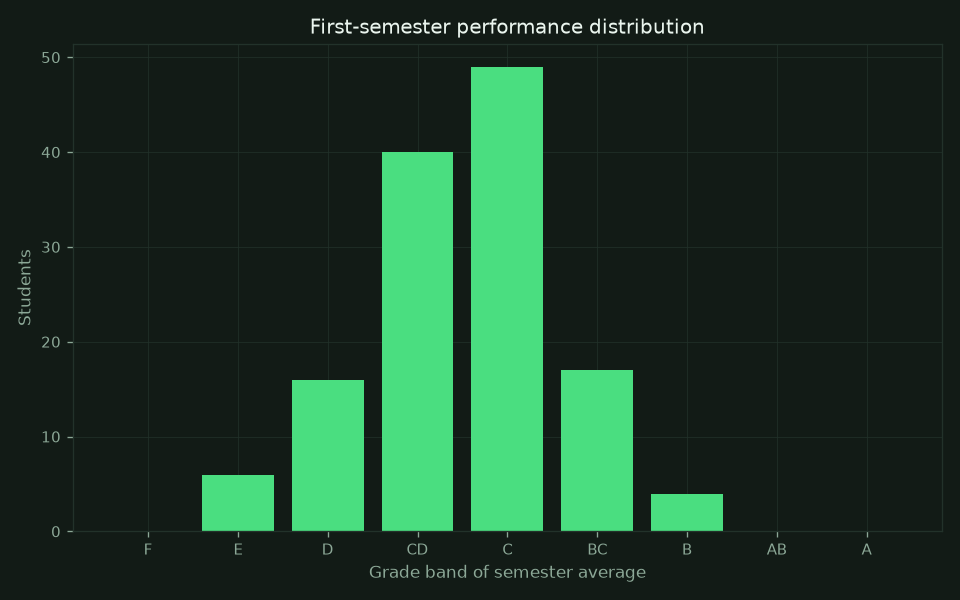 First-semester performance distribution
50
40
30
20
10
0
Students
F E D CD C BC B AB A
Grade band of semester average